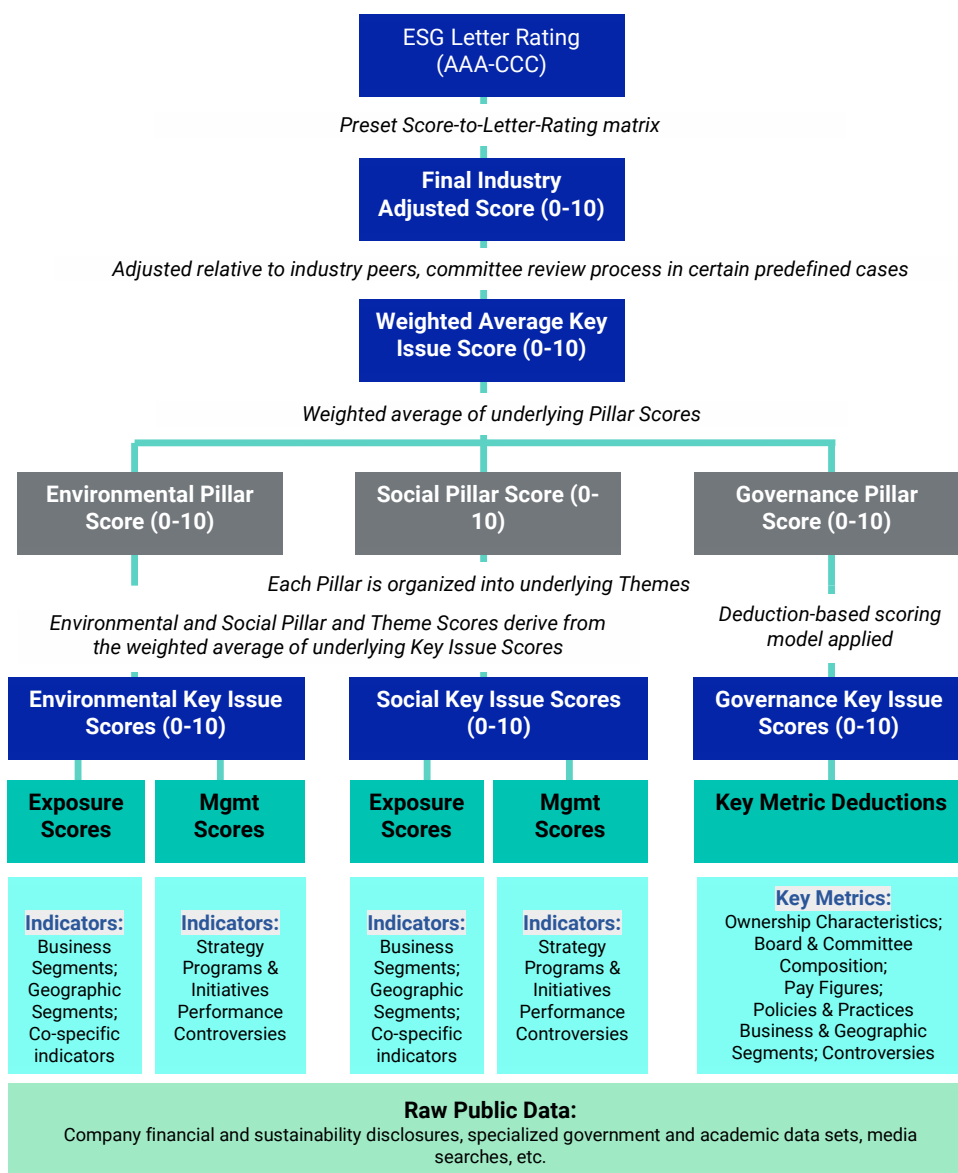 ESG Letter Rating
(AAA-CCC)
Preset Score-to-Letter-Rating matrix
Final Industry
Adjusted Score (0-10)
Adjusted relative to industry peers, committee review process in certain predefined cases
Weighted Average Key
Issue Score (0-10)
Weighted average of underlying Pillar Scores
Environmental Pillar
Score (0-10)
Social Pillar Score (0-
10)
Governance Pillar
Score (0-10)
Each Pillar is organized into underlying Themes
Environmental and Social Pillar and Theme Scores derive from
the weighted average of underlying Key Issue Scores
Deduction-based scoring
model applied
Environmental Key Issue
Scores (0-10)
Social Key Issue Scores
(0-10)
Governance Key Issue
Scores (0-10)
Exposure
Scores
Mgmt
Scores
Exposure
Scores
Mgmt
Scores
Key Metric Deductions
Indicators:
Business
Segments;
Geographic
Segments;
Co-specific
indicators
Indicators:
Strategy
Programs &
Initiatives
Performance
Controversies
Indicators:
Business
Segments;
Geographic
Segments;
Co-specific
indicators
Indicators:
Strategy
Programs &
Initiatives
Performance
Controversies
Key Metrics:
Ownership Characteristics;
Board & Committee
Composition;
Pay Figures;
Policies & Practices
Business & Geographic
Segments; Controversies
Raw Public Data:
Company financial and sustainability disclosures, specialized government and academic data sets, media
searches, etc.